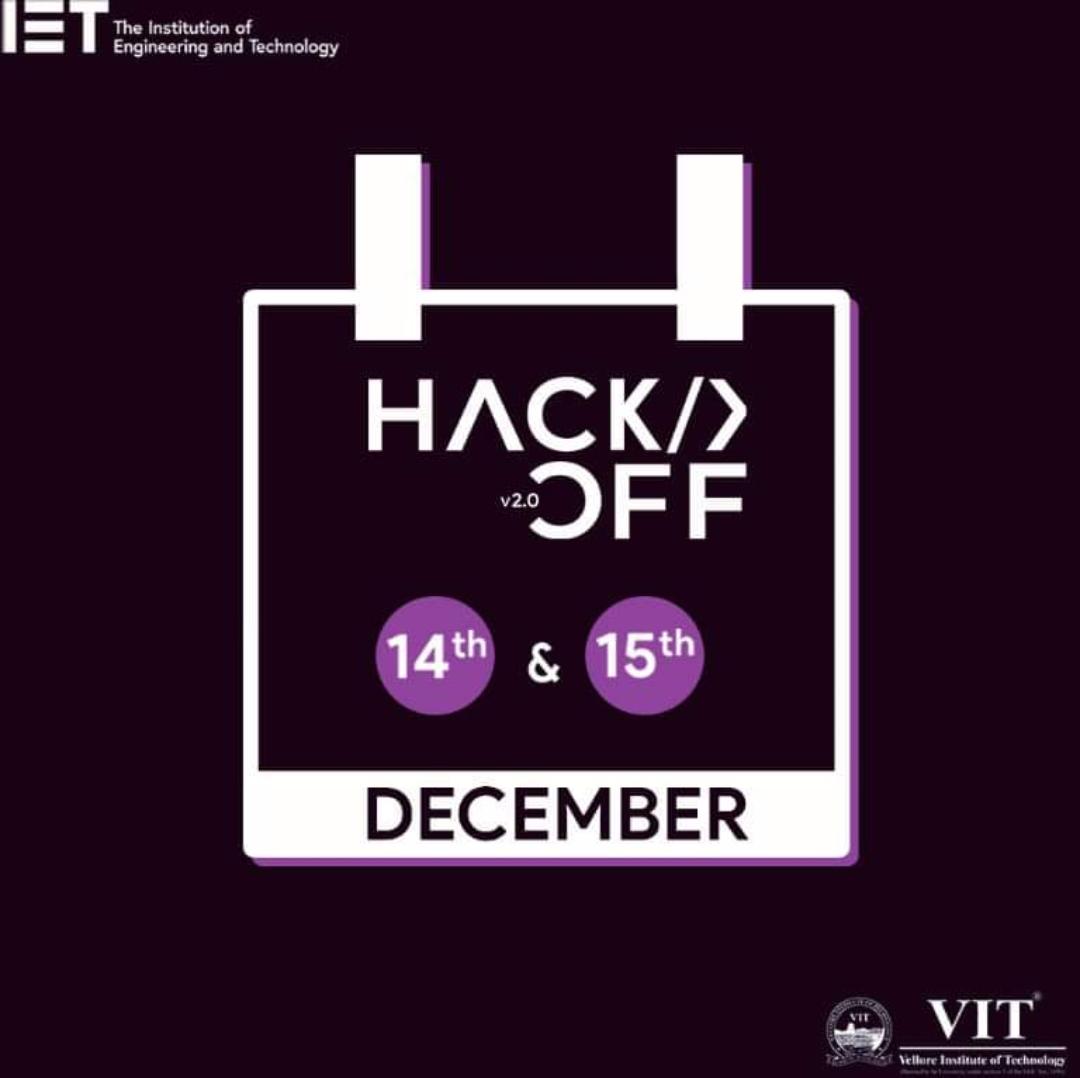 IET The Institution of
Engineering and Technology
HACK/>
v2.0 OFF
14th & 15th
DECEMBER
VIT
VIT®
Vellore Institute of Technology